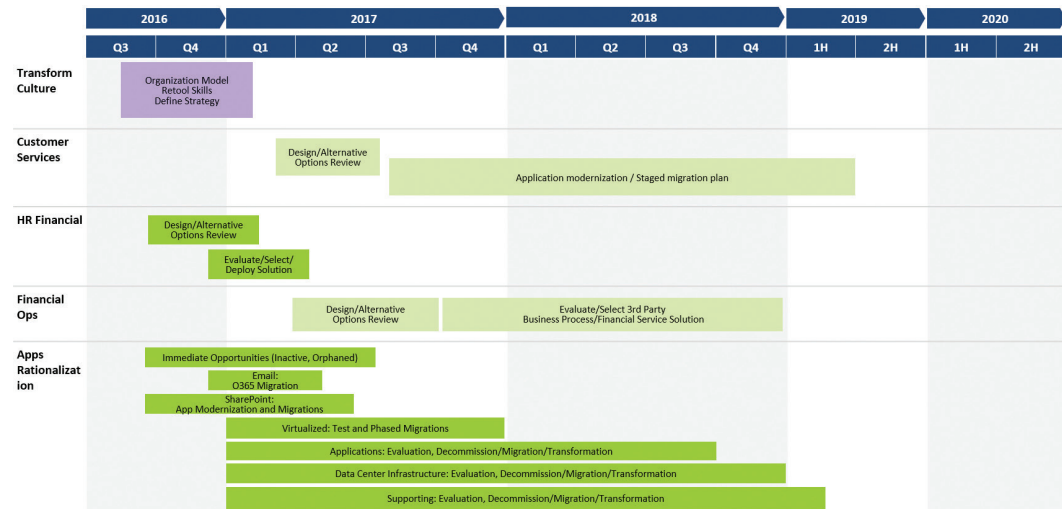 2016
2017
2018
2019
2020
Q3
Q4
Q1
Q2
Q3
Q4
Q1
Q2
Q3
Q4
1H
2H
1H
2H
Transform
Culture
Organization Model
Retool Skills
Define Strategy
Customer
Services
Design/Alternative
Options Review
Application modernization / Staged migration plan
HR Financial
Design/Alternative
Options Review
Evaluate/Select/
Deploy Solution
Financial
Ops
Design/Alternative
Options Review
Evaluate/Select 3rd Party
Business Process/Financial Service Solution
Apps
Rationalizat
ion
Immediate Opportunities (Inactive, Orphaned)
Email:
O365 Migration
SharePoint:
App Modernization and Migrations
Virtualized: Test and Phased Migrations
Applications: Evaluation, Decommission/Migration/Transformation
Data Center Infrastructure: Evaluation, Decommission/Migration/Transformation
Supporting: Evaluation, Decommission/Migration/Transformation